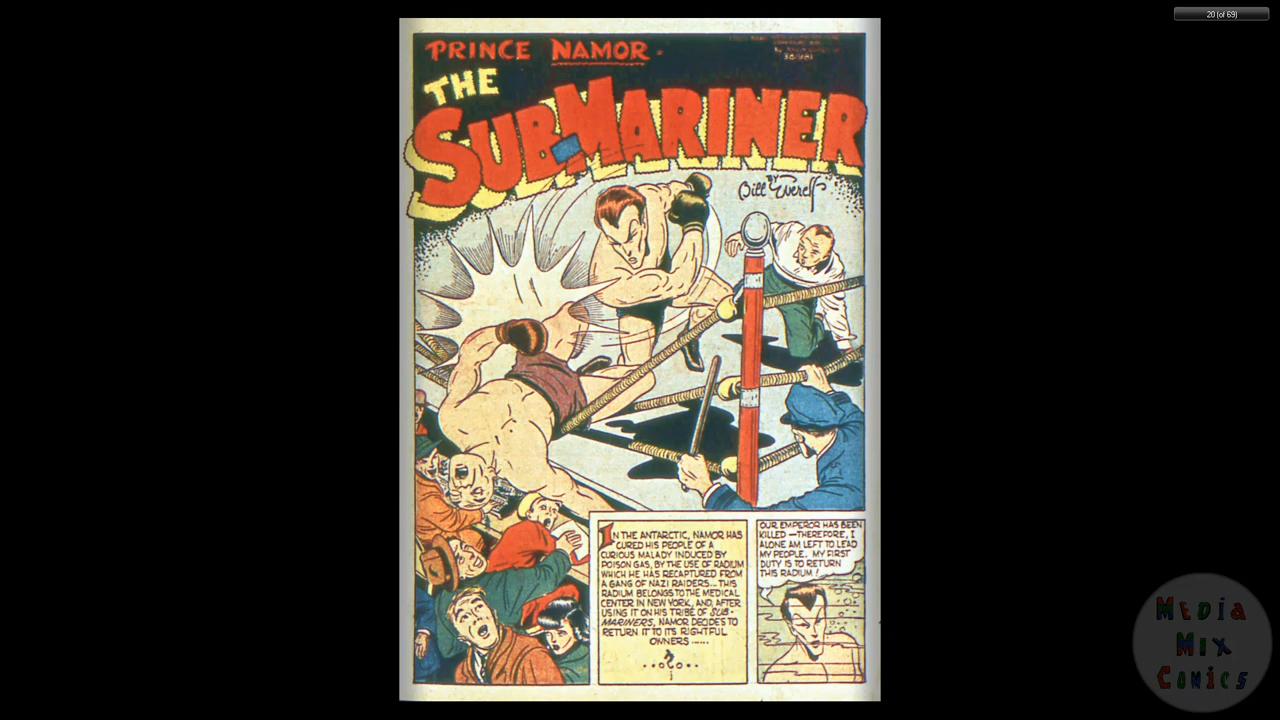 20 (of 69)
PRINCE NAMOR-
THE
SUB-MARINER
BY
Bill Everett
IN THE ANTARCTIC, NAMOR HAS
CURED HIS PEOPLE OF A
CURIOUS MALADY INDUCED BY
POISON GAS, BY THE USE OF RADIUM
WHICH HE HAS RECAPTURED FROM
A GANG OF NAZI RAIDERS... THIS
RADIUM BELONGS TO THE MEDICAL
CENTER IN NEW YORK, AND, AFTER
USING IT ON HIS TRIBE OF SUB-
MARINERS, NAMOR DECIDES TO
RETURN IT TO ITS RIGHTFUL
OWNERS......
OUR EMPEROR HAS BEEN
KILLED—THEREFORE, I
ALONE AM LEFT TO LEAD
MY PEOPLE. MY FIRST
DUTY IS TO RETURN
THIS RADIUM!
MEDIA
MIX
COMICS